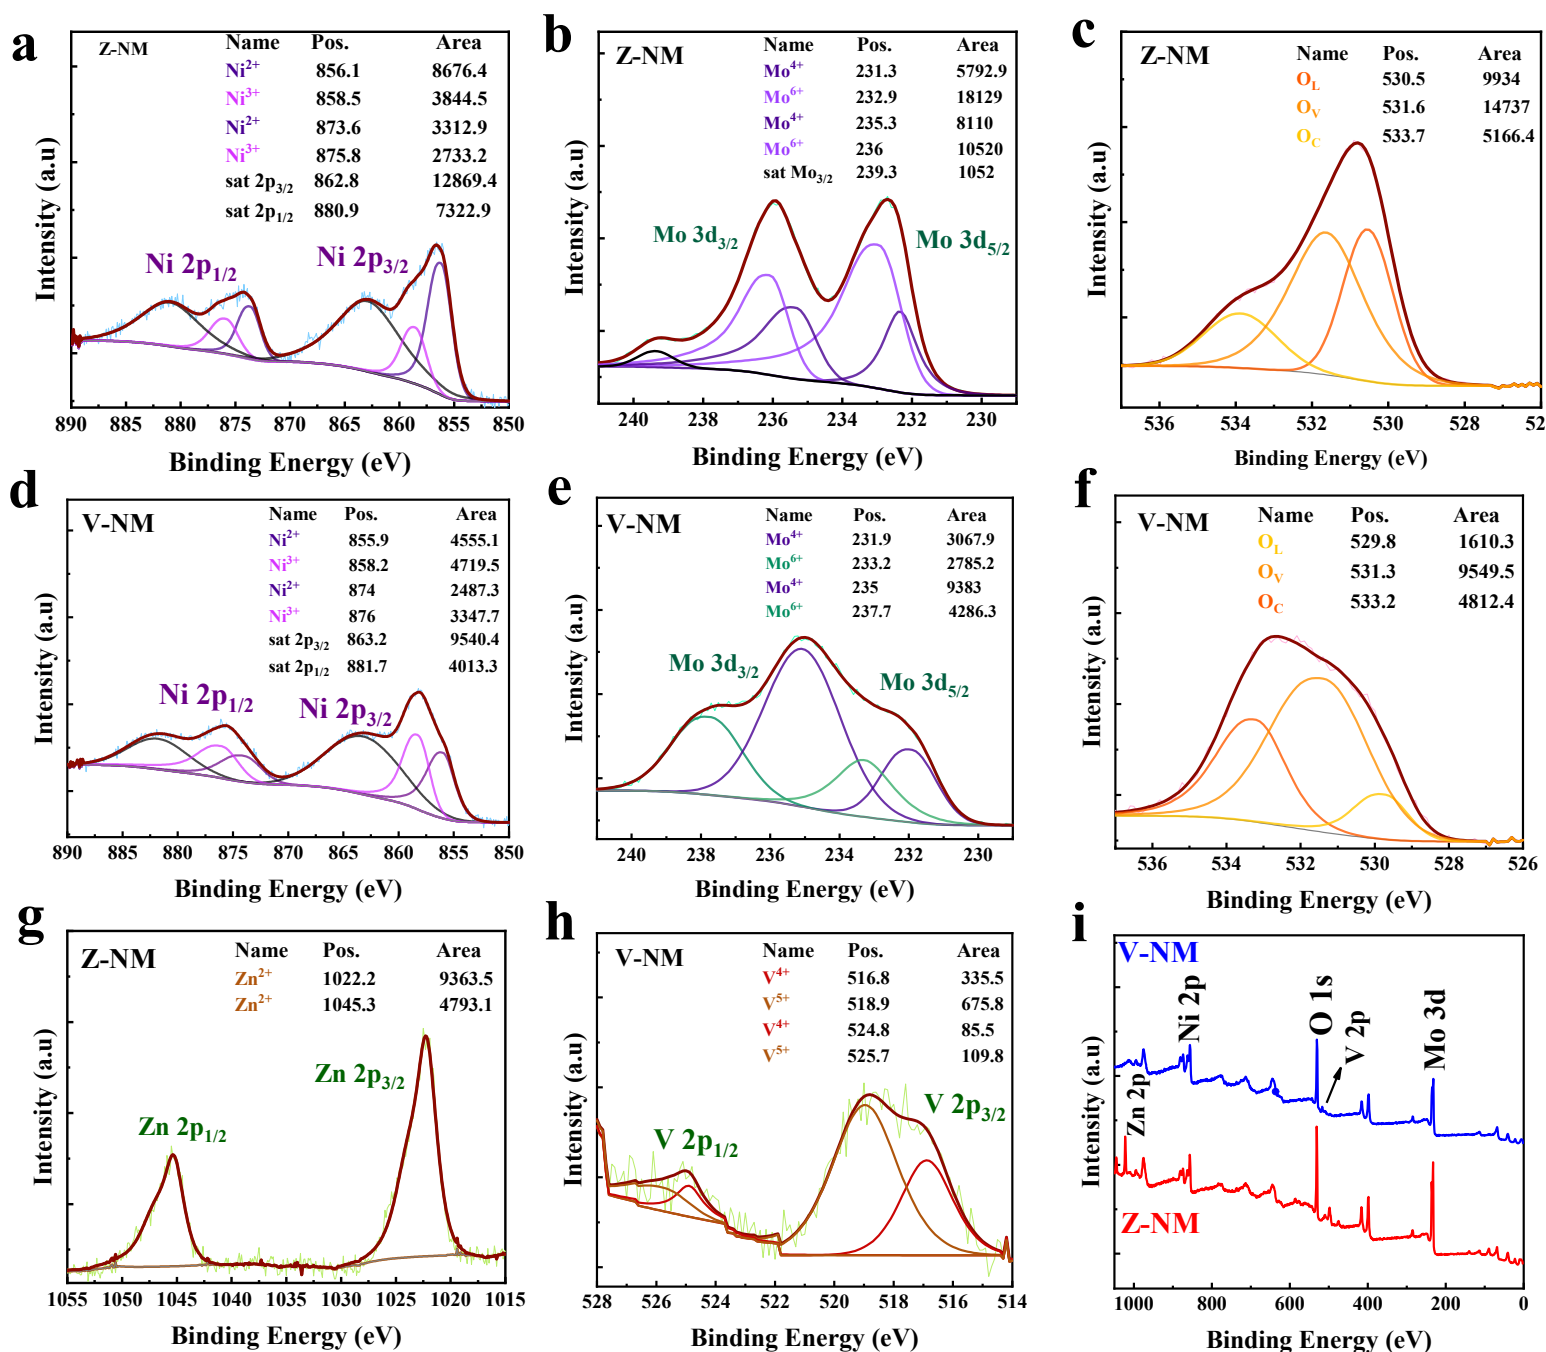 a
Z-NM
Name Pos. Area
Ni2+ 856.1 8676.4
Ni3+ 858.5 3844.5
Ni2+ 873.6 3312.9
Ni3+ 875.8 2733.2
sat 2p3/2 862.8 12869.4
sat 2p1/2 880.9 7322.9
Ni 2p1/2
Ni 2p3/2
Intensity (a.u)
890 885 880 875 870 865 860 855 850
Binding Energy (eV)
b
Z-NM
Name Pos. Area
Mo4+ 231.3 5792.9
Mo6+ 232.9 18129
Mo4+ 235.3 8110
Mo6+ 236 10520
sat Mo3/2 239.3 1052
Mo 3d3/2
Mo 3d5/2
Intensity (a.u)
240 238 236 234 232 230
Binding Energy (eV)
c
Z-NM
Name Pos. Area
OL 530.5 9934
OV 531.6 14737
OC 533.7 5166.4
Intensity (a.u)
536 534 532 530 528 52
Binding Energy (eV)
d
V-NM
Name Pos. Area
Ni2+ 855.9 4555.1
Ni3+ 858.2 4719.5
Ni2+ 874 2487.3
Ni3+ 876 3347.7
sat 2p3/2 863.2 9540.4
sat 2p1/2 881.7 4013.3
Ni 2p1/2
Ni 2p3/2
Intensity (a.u)
890 885 880 875 870 865 860 855 850
Binding Energy (eV)
e
V-NM
Name Pos. Area
Mo4+ 231.9 3067.9
Mo6+ 233.2 2785.2
Mo4+ 235 9383
Mo6+ 237.7 4286.3
Mo 3d3/2
Mo 3d5/2
Intensity (a.u)
240 238 236 234 232 230
Binding Energy (eV)
f
V-NM
Name Pos. Area
OL 529.8 1610.3
OV 531.3 9549.5
OC 533.2 4812.4
Intensity (a.u)
536 534 532 530 528 526
Binding Energy (eV)
g
Z-NM
Name Pos. Area
Zn2+ 1022.2 9363.5
Zn2+ 1045.3 4793.1
Zn 2p3/2
Zn 2p1/2
Intensity (a.u)
1055 1050 1045 1040 1035 1030 1025 1020 1015
Binding Energy (eV)
h
V-NM
Name Pos. Area
V4+ 516.8 335.5
V5+ 518.9 675.8
V4+ 524.8 85.5
V5+ 525.7 109.8
V 2p3/2
V 2p1/2
Intensity (a.u)
528 526 524 522 520 518 516 514
Binding Energy (eV)
i
V-NM
Zn 2p
Ni 2p
O 1s
V 2p
Mo 3d
Z-NM
Intensity (a.u)
1000 800 600 400 200 0
Binding Energy (eV)